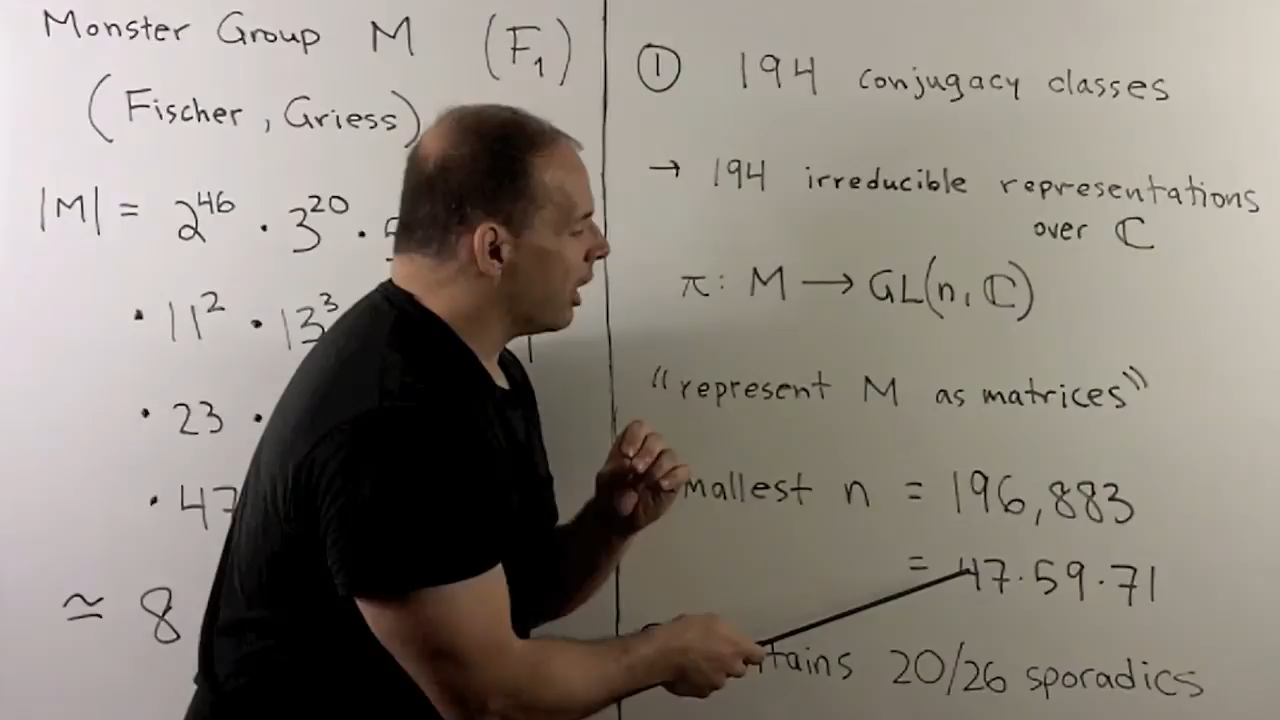 Monster Group M (F₁)
(Fischer, Griess)
|M| = 2⁴⁶ · 3²⁰ ·
· 11² · 13³
· 23 ·
· 47
≃ 8
① 194 conjugacy classes
→ 194 irreducible representations
over ℂ
π: M → GL(n, ℂ)
"represent M as matrices"
mallest n = 196,883
= 47·59·71
tains 20/26 sporadics